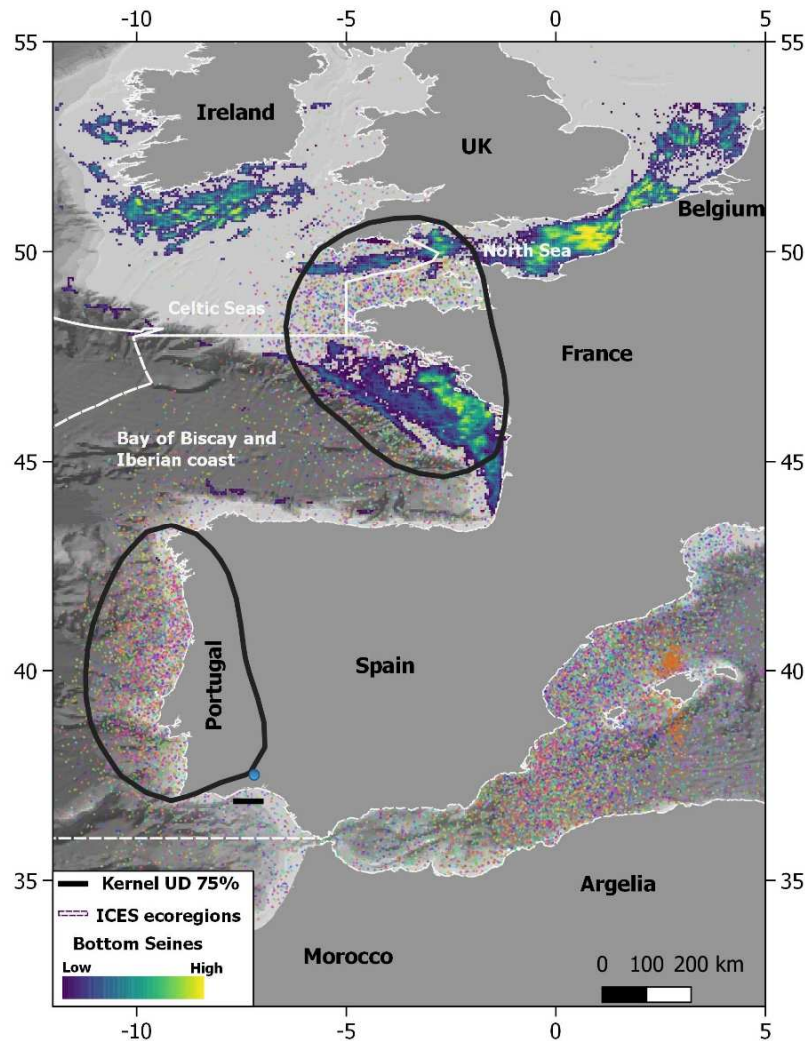 -10 -5 0 5
55 55
Ireland
UK
Belgium
50 50
North Sea
Celtic Seas
France
Bay of Biscay and
Iberian coast
45 45
Portugal
40 Spain 40
35 35
Argelia
Morocco
Kernel UD 75%
ICES ecoregions
Bottom Seines
Low High
0 100 200 km
-10 -5 0 5